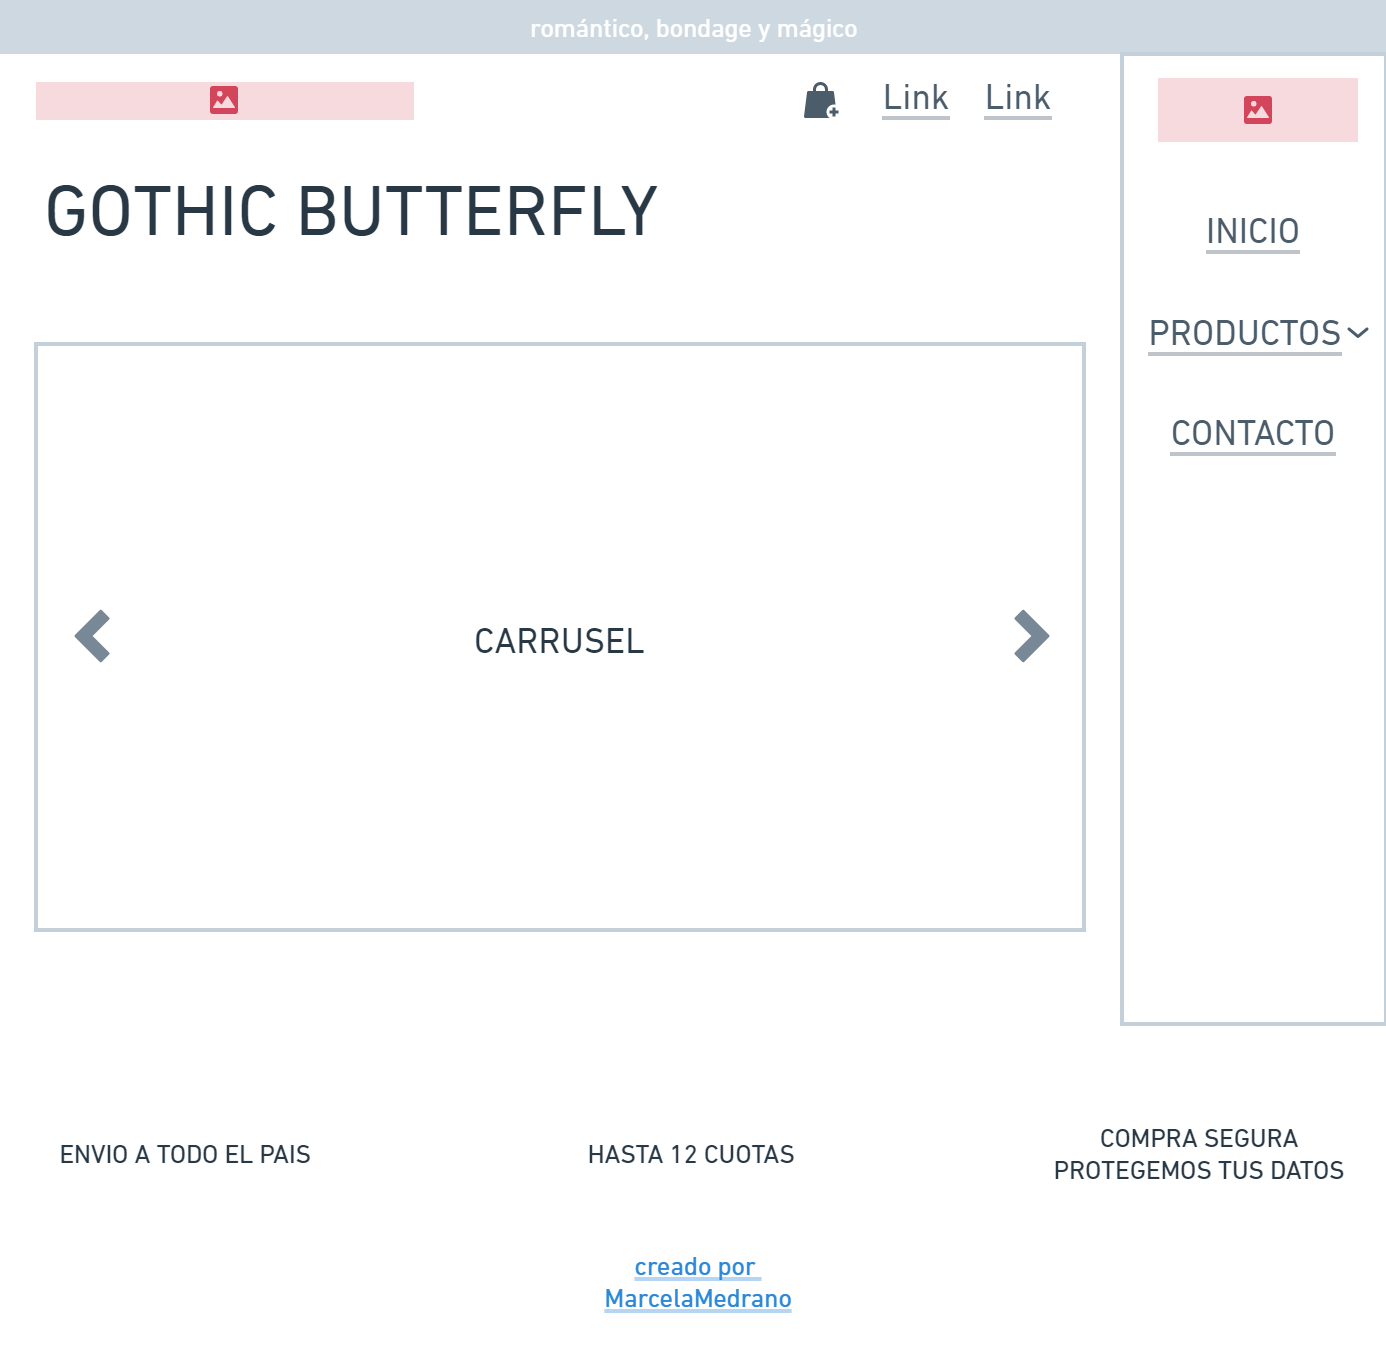 romántico, bondage y mágico
Link
Link
GOTHIC BUTTERFLY
INICIO
PRODUCTOS
CONTACTO
CARRUSEL
ENVIO A TODO EL PAIS
HASTA 12 CUOTAS
COMPRA SEGURA
PROTEGEMOS TUS DATOS
creado por
MarcelaMedrano